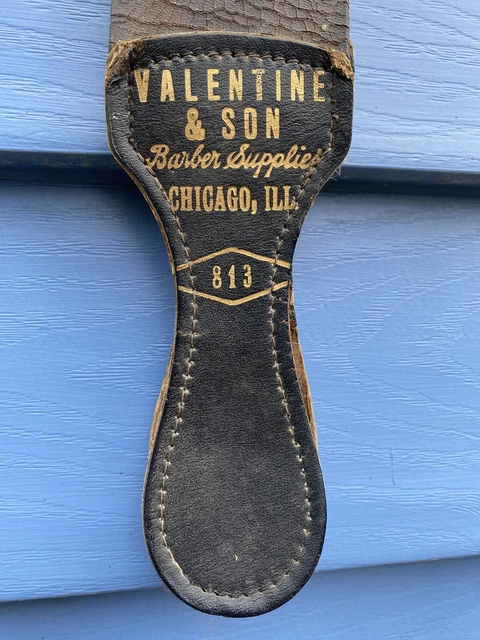 VALENTINE
& SON
Barber Supplies
CHICAGO, ILL.
813